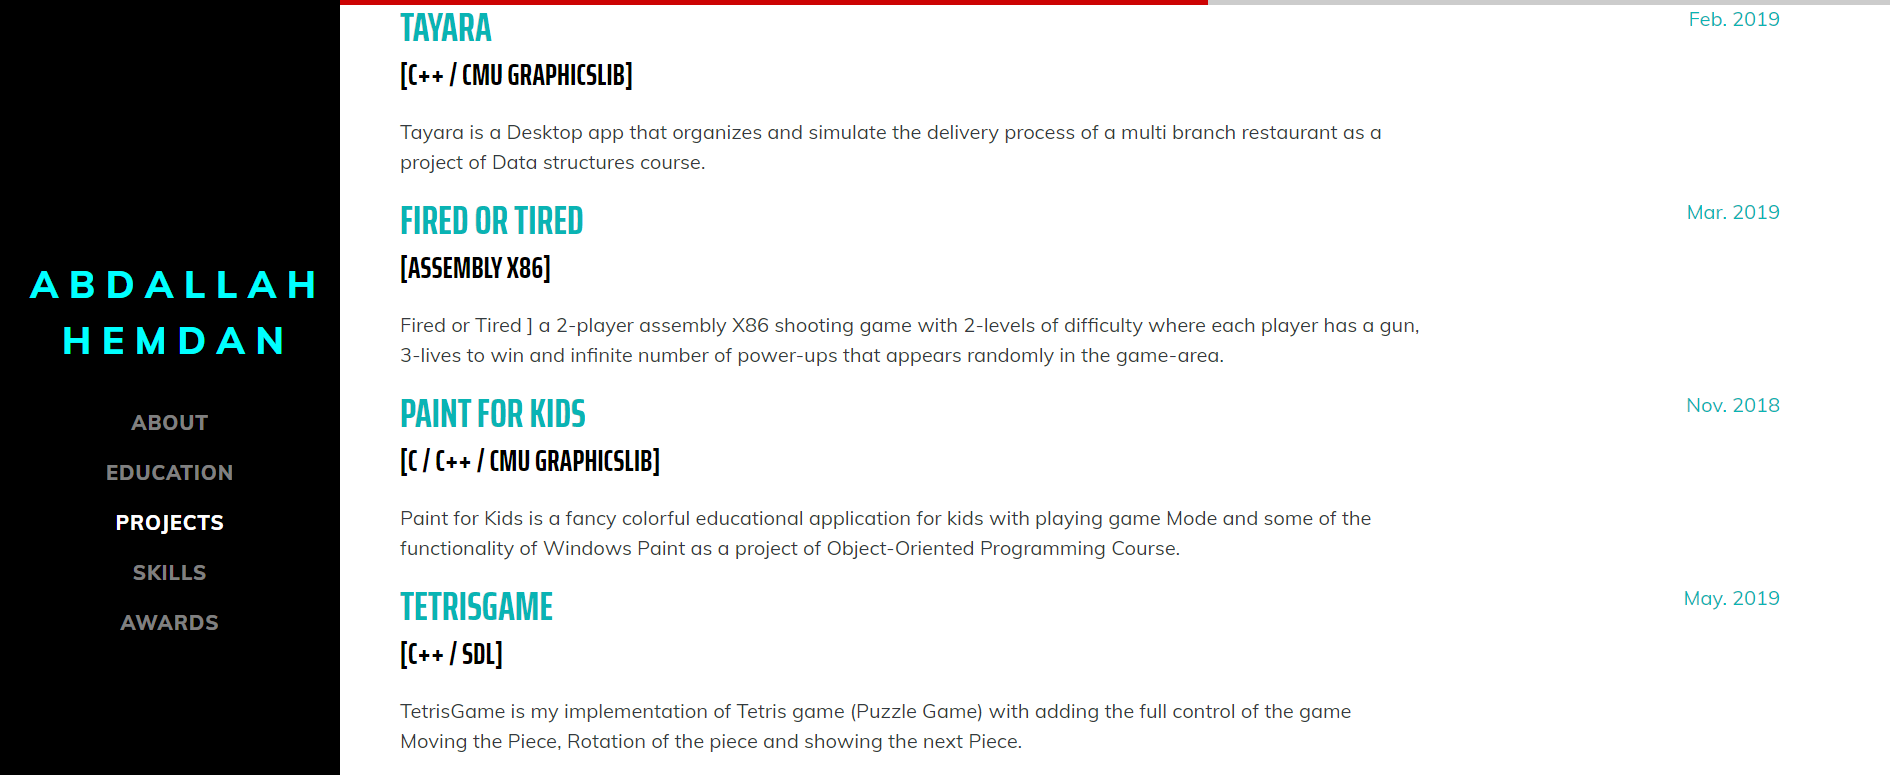 ABDALLAH
HEMDAN
ABOUT
EDUCATION
PROJECTS
SKILLS
AWARDS
TAYARA
Feb. 2019
[C++ / CMU GRAPHICSLIB]
Tayara is a Desktop app that organizes and simulate the delivery process of a multi branch restaurant as a
project of Data structures course.
FIRED OR TIRED
Mar. 2019
[ASSEMBLY X86]
Fired or Tired ] a 2-player assembly X86 shooting game with 2-levels of difficulty where each player has a gun,
3-lives to win and infinite number of power-ups that appears randomly in the game-area.
PAINT FOR KIDS
Nov. 2018
[C / C++ / CMU GRAPHICSLIB]
Paint for Kids is a fancy colorful educational application for kids with playing game Mode and some of the
functionality of Windows Paint as a project of Object-Oriented Programming Course.
TETRISGAME
May. 2019
[C++ / SDL]
TetrisGame is my implementation of Tetris game (Puzzle Game) with adding the full control of the game
Moving the Piece, Rotation of the piece and showing the next Piece.